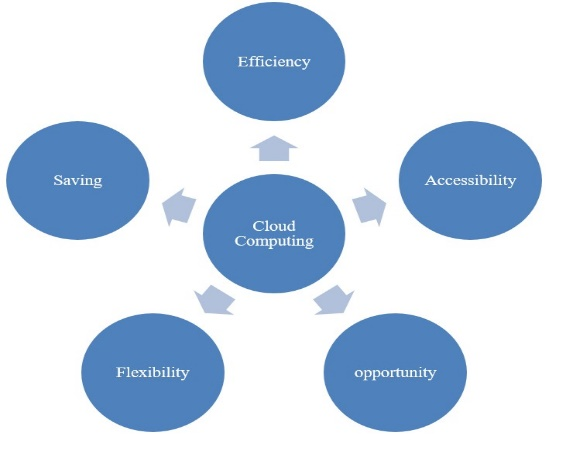 Efficiency
Saving
Accessibility
Cloud
Computing
Flexibility
opportunity